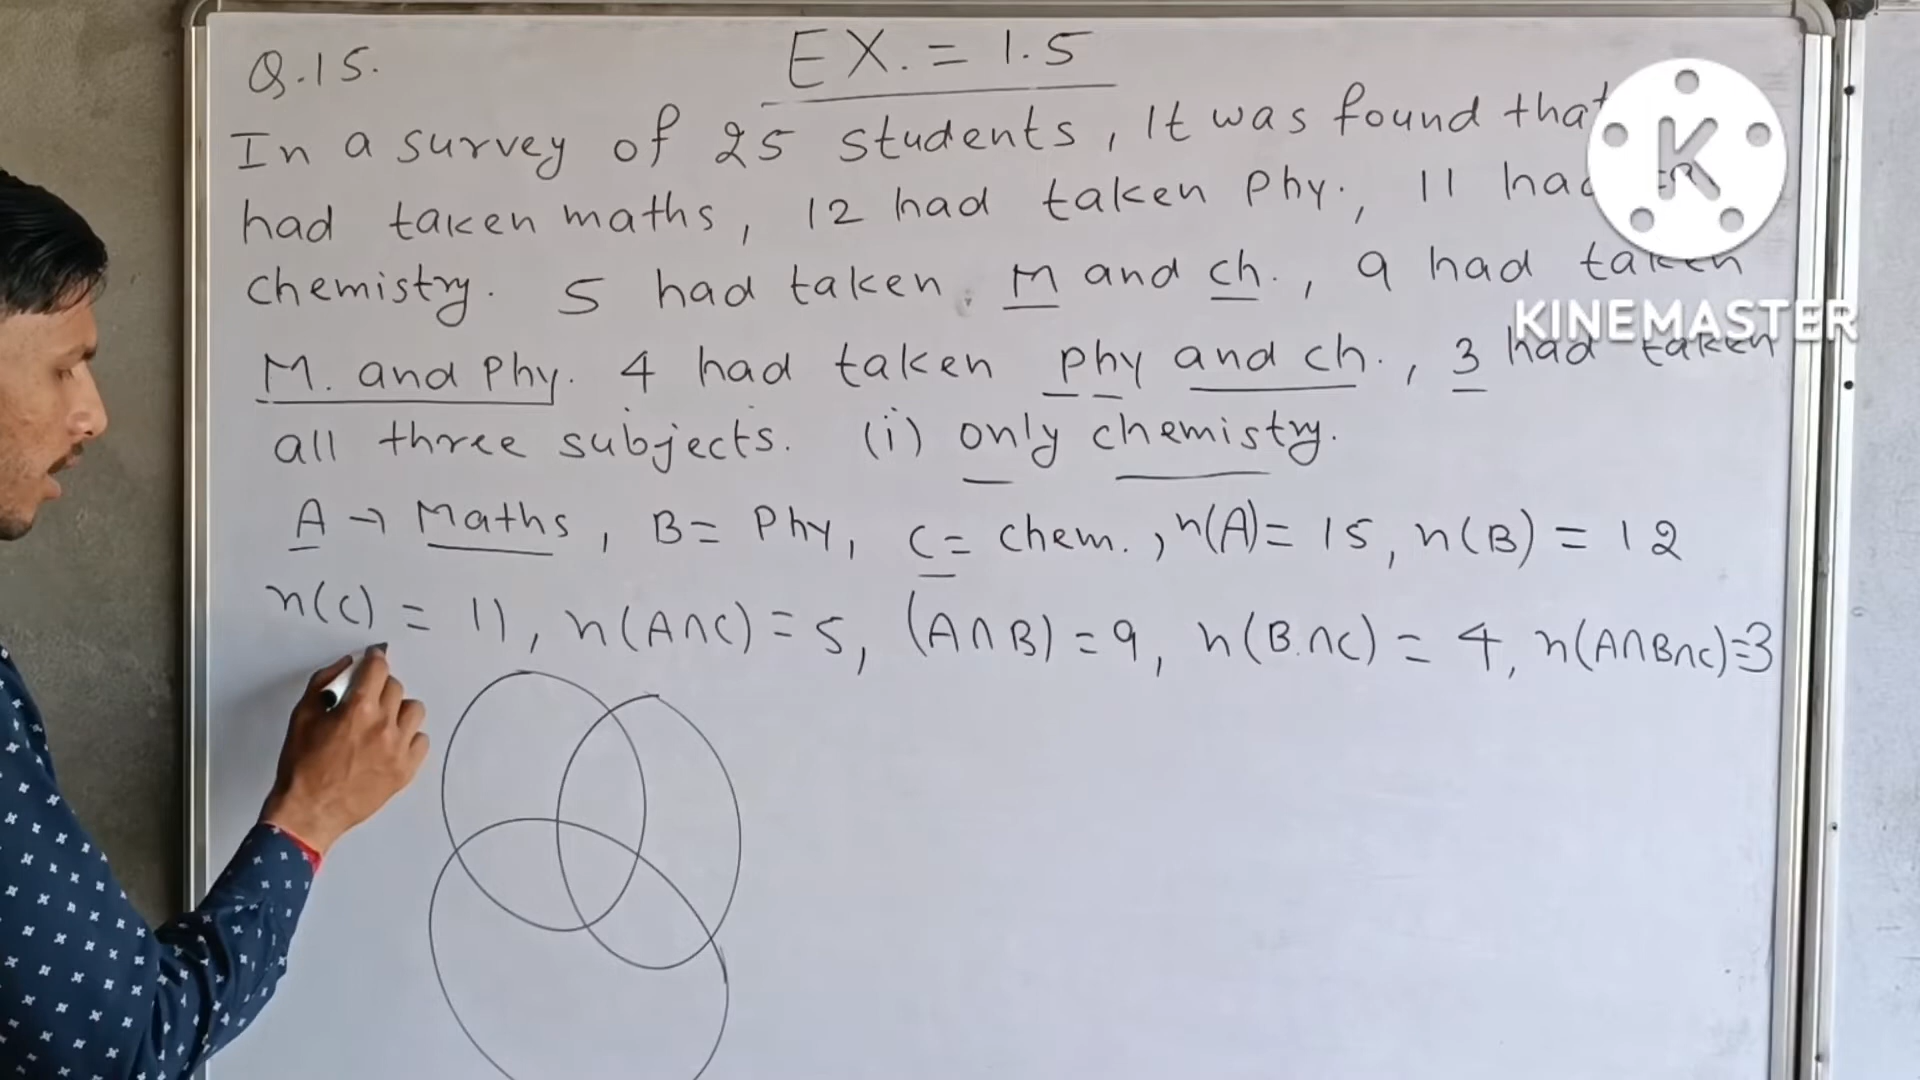 Q.15.
EX. = 1.5
In a survey of 25 students, It was found that
had taken maths, 12 had taken Phy., 11 had
chemistry. 5 had taken M and ch., 9 had taken
KINEMASTER
M. and Phy. 4 had taken phy and ch., 3 had taken
all three subjects. (i) only chemistry.
A → Maths, B = Phy, C = chem., n(A) = 15, n(B) = 12
n(C) = 11, n(A∩C) = 5, (A∩B) = 9, n(B.∩C) = 4, n(A∩B∩C)=3